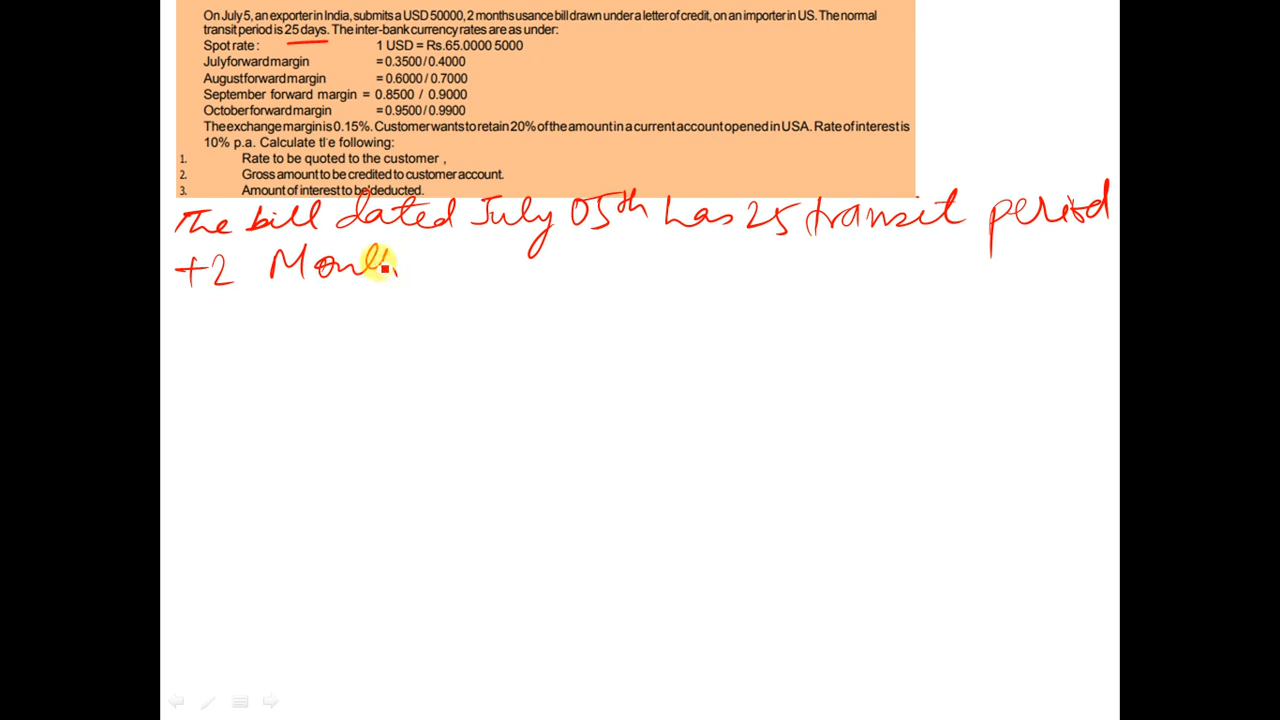 On July 5, an exporter in India, submits a USD 50000, 2 months usance bill drawn under a letter of credit, on an importer in US. The normal
transit period is 25 days. The inter-bank currency rates are as under:
Spot rate : 1 USD = Rs.65.0000 5000
July forward margin = 0.3500 / 0.4000
August forward margin = 0.6000 / 0.7000
September forward margin = 0.8500 / 0.9000
October forward margin = 0.9500 / 0.9900
The exchange margin is 0.15%. Customer wants to retain 20% of the amount in a current account opened in USA. Rate of interest is
10% p.a. Calculate the following:
1. Rate to be quoted to the customer ,
2. Gross amount to be credited to customer account.
3. Amount of interest to be deducted.
The bill dated July 05th has 25 transit period
+2